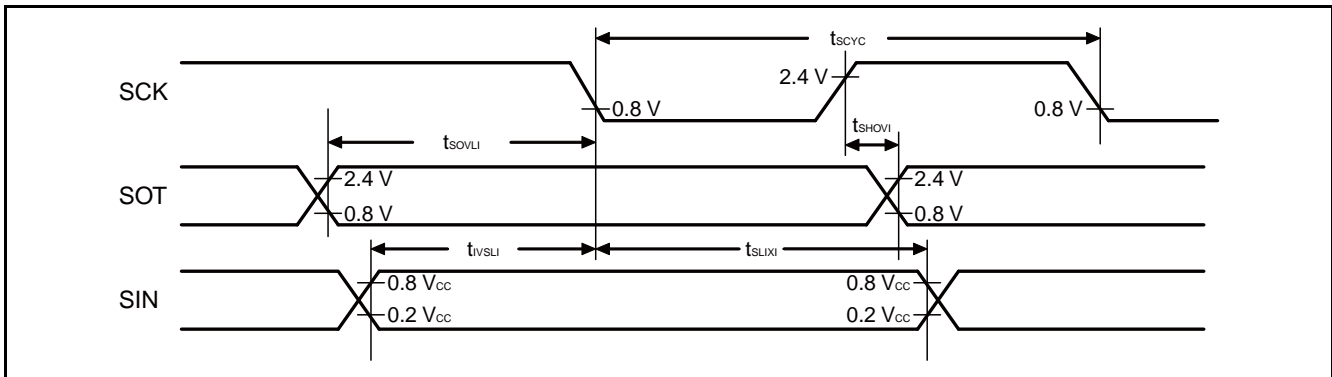 tSCYC
SCK
2.4 V
0.8 V
0.8 V
tSHOVI
tSOVLI
SOT
2.4 V
0.8 V
2.4 V
0.8 V
tIVSLI
tSLIXI
SIN
0.8 VCC
0.2 VCC
0.8 VCC
0.2 VCC